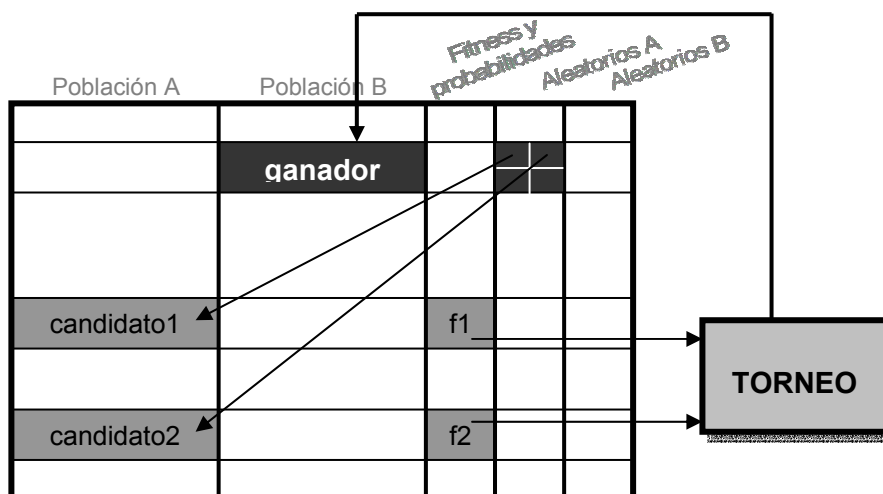 Población A
Población B
Fitness y
probabilidades
Aleatorios A
Aleatorios B
ganador
candidato1
f1
TORNEO
candidato2
f2